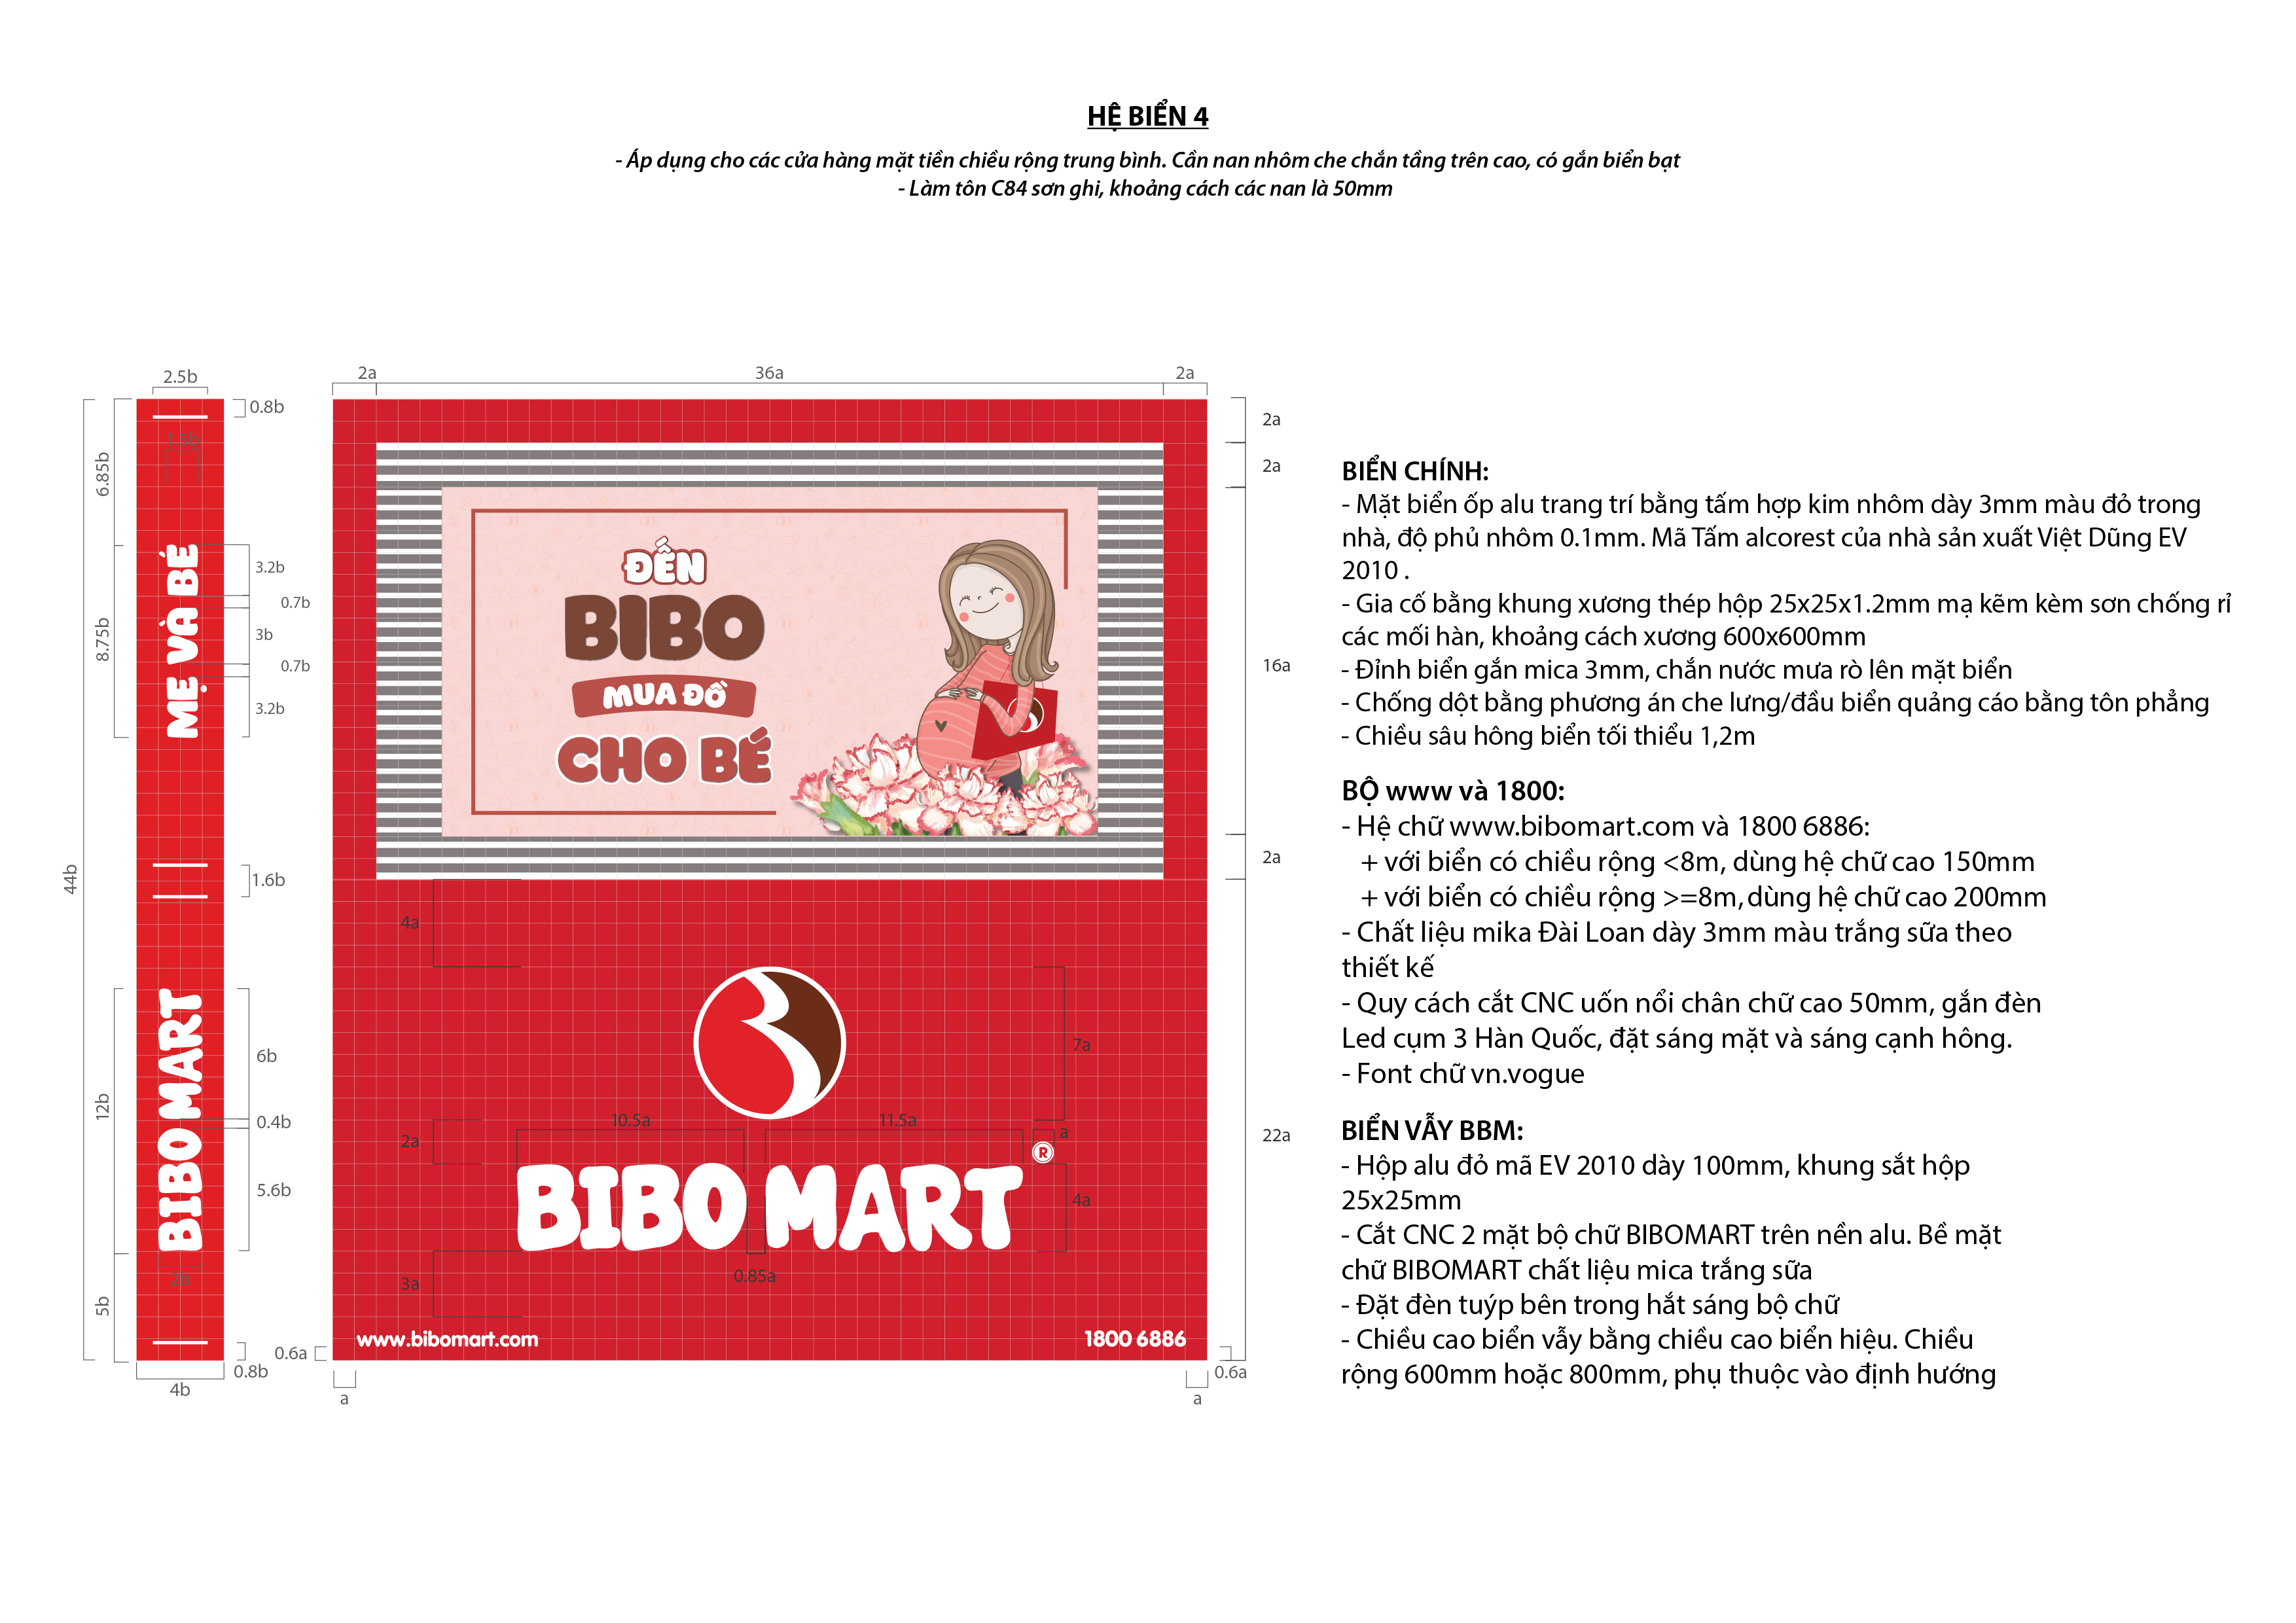 HỆ BIỂN 4
- Áp dụng cho các cửa hàng mặt tiền chiều rộng trung bình. Cần nan nhôm che chắn tầng trên cao, có gắn biển bạt
- Làm tôn C84 sơn ghi, khoảng cách các nan là 50mm
2.5b
0.8b
1.5b
6.85b
3.2b
0.7b
3b
0.7b
3.2b
8.75b
44b
1.6b
12b
6b
0.4b
5.6b
2b
5b
0.8b
4b
MẸ VÀ BÉ
BIBO MART
2a
36a
2a
2a
2a
16a
2a
22a
ĐẾN
BIBO
MUA ĐỒ
CHO BÉ
4a
7a
10.5a
11.5a
a
2a
®
BIBO MART
4a
0.85a
3a
www.bibomart.com
1800 6886
0.6a
0.6a
a
a
BIỂN CHÍNH:
- Mặt biển ốp alu trang trí bằng tấm hợp kim nhôm dày 3mm màu đỏ trong
nhà, độ phủ nhôm 0.1mm. Mã Tấm alcorest của nhà sản xuất Việt Dũng EV
2010 .
- Gia cố bằng khung xương thép hộp 25x25x1.2mm mạ kẽm kèm sơn chống rỉ
các mối hàn, khoảng cách xương 600x600mm
- Đỉnh biển gắn mica 3mm, chắn nước mưa rò lên mặt biển
- Chống dột bằng phương án che lưng/đầu biển quảng cáo bằng tôn phẳng
- Chiều sâu hông biển tối thiểu 1,2m
BỘ www và 1800:
- Hệ chữ www.bibomart.com và 1800 6886:
+ với biển có chiều rộng <8m, dùng hệ chữ cao 150mm
+ với biển có chiều rộng >=8m, dùng hệ chữ cao 200mm
- Chất liệu mika Đài Loan dày 3mm màu trắng sữa theo
thiết kế
- Quy cách cắt CNC uốn nổi chân chữ cao 50mm, gắn đèn
Led cụm 3 Hàn Quốc, đặt sáng mặt và sáng cạnh hông.
- Font chữ vn.vogue
BIỂN VẪY BBM:
- Hộp alu đỏ mã EV 2010 dày 100mm, khung sắt hộp
25x25mm
- Cắt CNC 2 mặt bộ chữ BIBOMART trên nền alu. Bề mặt
chữ BIBOMART chất liệu mica trắng sữa
- Đặt đèn tuýp bên trong hắt sáng bộ chữ
- Chiều cao biển vẫy bằng chiều cao biển hiệu. Chiều
rộng 600mm hoặc 800mm, phụ thuộc vào định hướng